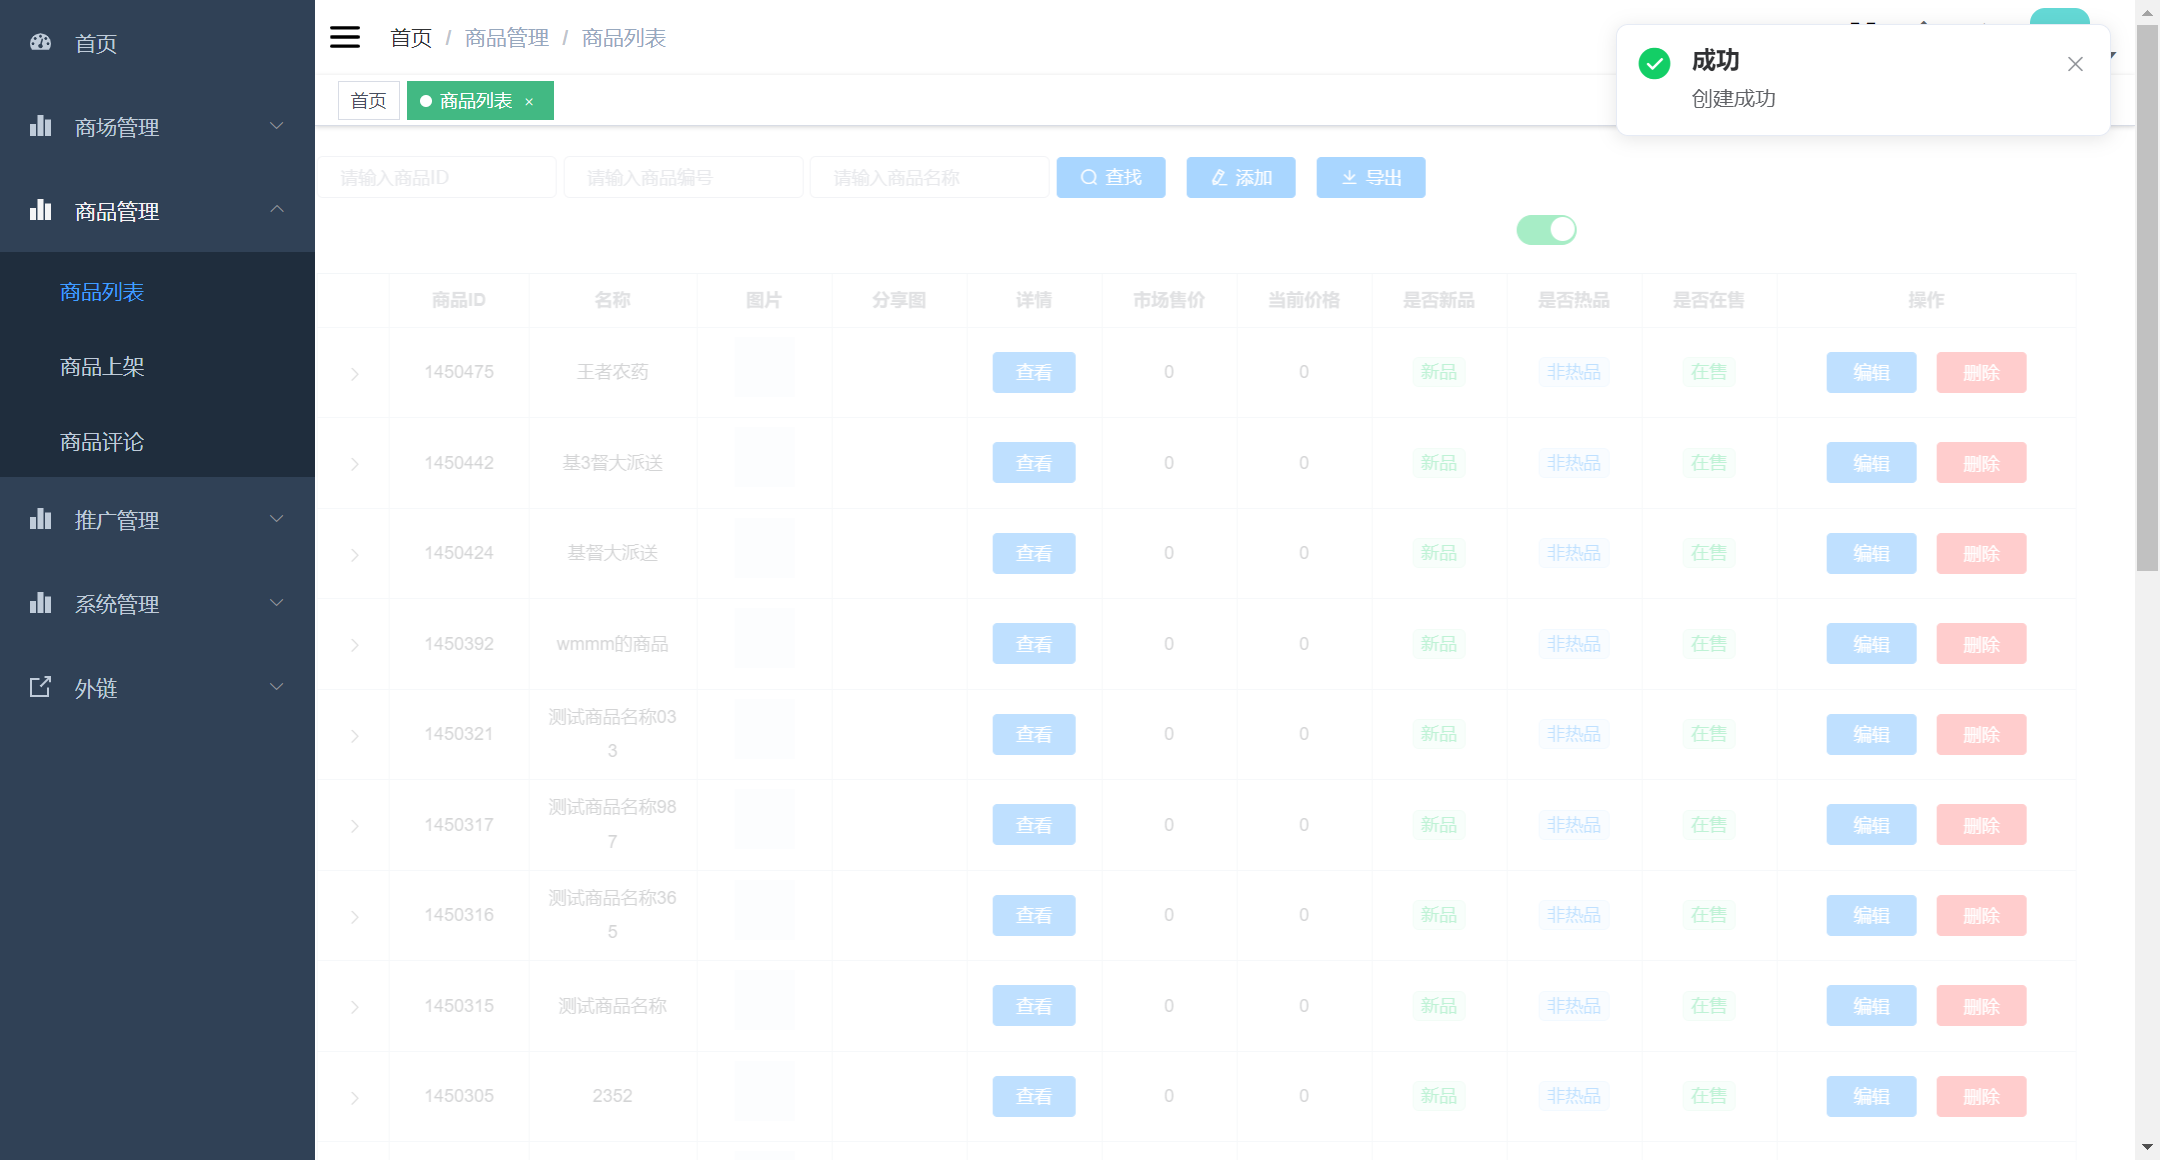 首页
商场管理
商品管理
商品列表
商品上架
商品评论
推广管理
系统管理
外链
首页 / 商品管理 / 商品列表
首页
商品列表 ×
成功
创建成功
请输入商品ID
请输入商品编号
请输入商品名称
查找
添加
导出
商品ID 名称 图片 分享图 详情 市场售价 当前价格 是否新品 是否热品 是否在售 操作
1450475 王者农药 查看 0 0 新品 非热品 在售 编辑 删除
1450442 基3督大派送 查看 0 0 新品 非热品 在售 编辑 删除
1450424 基督大派送 查看 0 0 新品 非热品 在售 编辑 删除
1450392 wmmm的商品 查看 0 0 新品 非热品 在售 编辑 删除
1450321 测试商品名称03
3 查看 0 0 新品 非热品 在售 编辑 删除
1450317 测试商品名称98
7 查看 0 0 新品 非热品 在售 编辑 删除
1450316 测试商品名称36
5 查看 0 0 新品 非热品 在售 编辑 删除
1450315 测试商品名称 查看 0 0 新品 非热品 在售 编辑 删除
1450305 2352 查看 0 0 新品 非热品 在售 编辑 删除